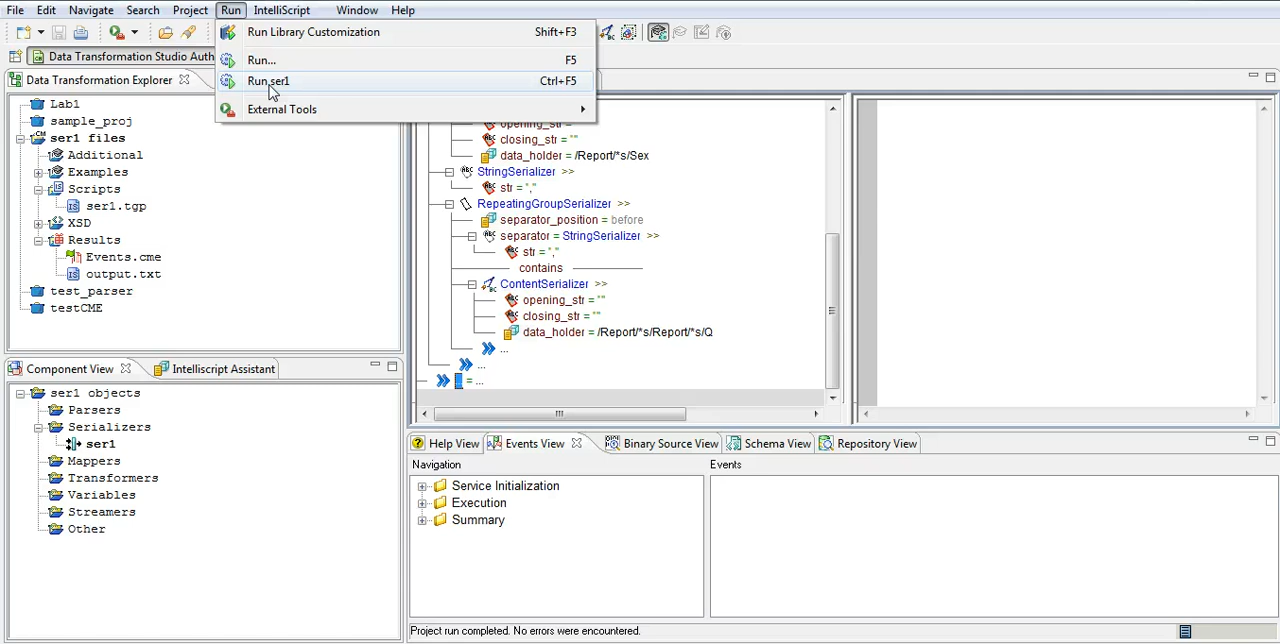 File Edit Navigate Search Project Run IntelliScript Window Help
Run Library Customization Shift+F3
Run... F5
Run ser1 Ctrl+F5
External Tools
Data Transformation Studio Auth
Data Transformation Explorer
Lab1
sample_proj
ser1 files
Additional
Examples
Scripts
ser1.tgp
XSD
Results
Events.cme
output.txt
test_parser
testCME
closing_str = ""
data_holder = /Report/*s/Sex
StringSerializer >>
str = ","
RepeatingGroupSerializer >>
separator_position = before
separator = StringSerializer >>
str = ","
contains
ContentSerializer >>
opening_str = ""
closing_str = ""
data_holder = /Report/*s/Report/*s/Q
...
...
= ...
Component View Intelliscript Assistant
ser1 objects
Parsers
Serializers
ser1
Mappers
Transformers
Variables
Streamers
Other
Help View Events View Binary Source View Schema View Repository View
Navigation Events
Service Initialization
Execution
Summary
Project run completed. No errors were encountered.